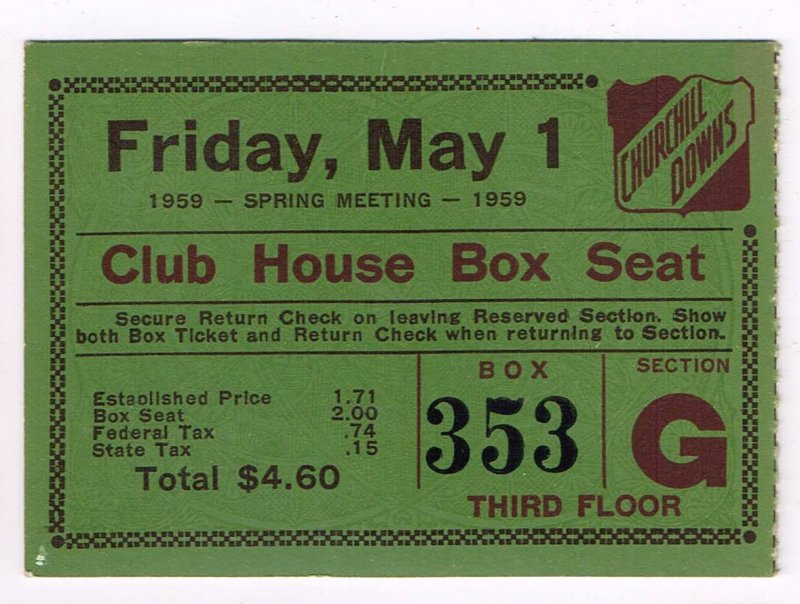 Friday, May 1
CHURCHILL
DOWNS
1959 — SPRING MEETING — 1959
Club House Box Seat
Secure Return Check on leaving Reserved Section. Show
both Box Ticket and Return Check when returning to Section.
Established Price 1.71
Box Seat 2.00
Federal Tax .74
State Tax .15
Total $4.60
BOX
353
SECTION
G
THIRD FLOOR